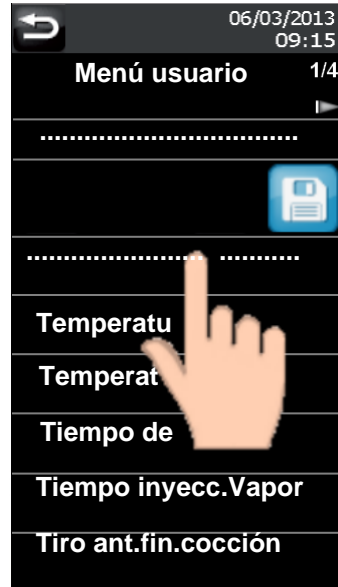 06/03/2013
09:15
Menú usuario 1/4
..................................
........................ ...........
Temperatu
Temperat
Tiempo de
Tiempo inyecc.Vapor
Tiro ant.fin.cocción